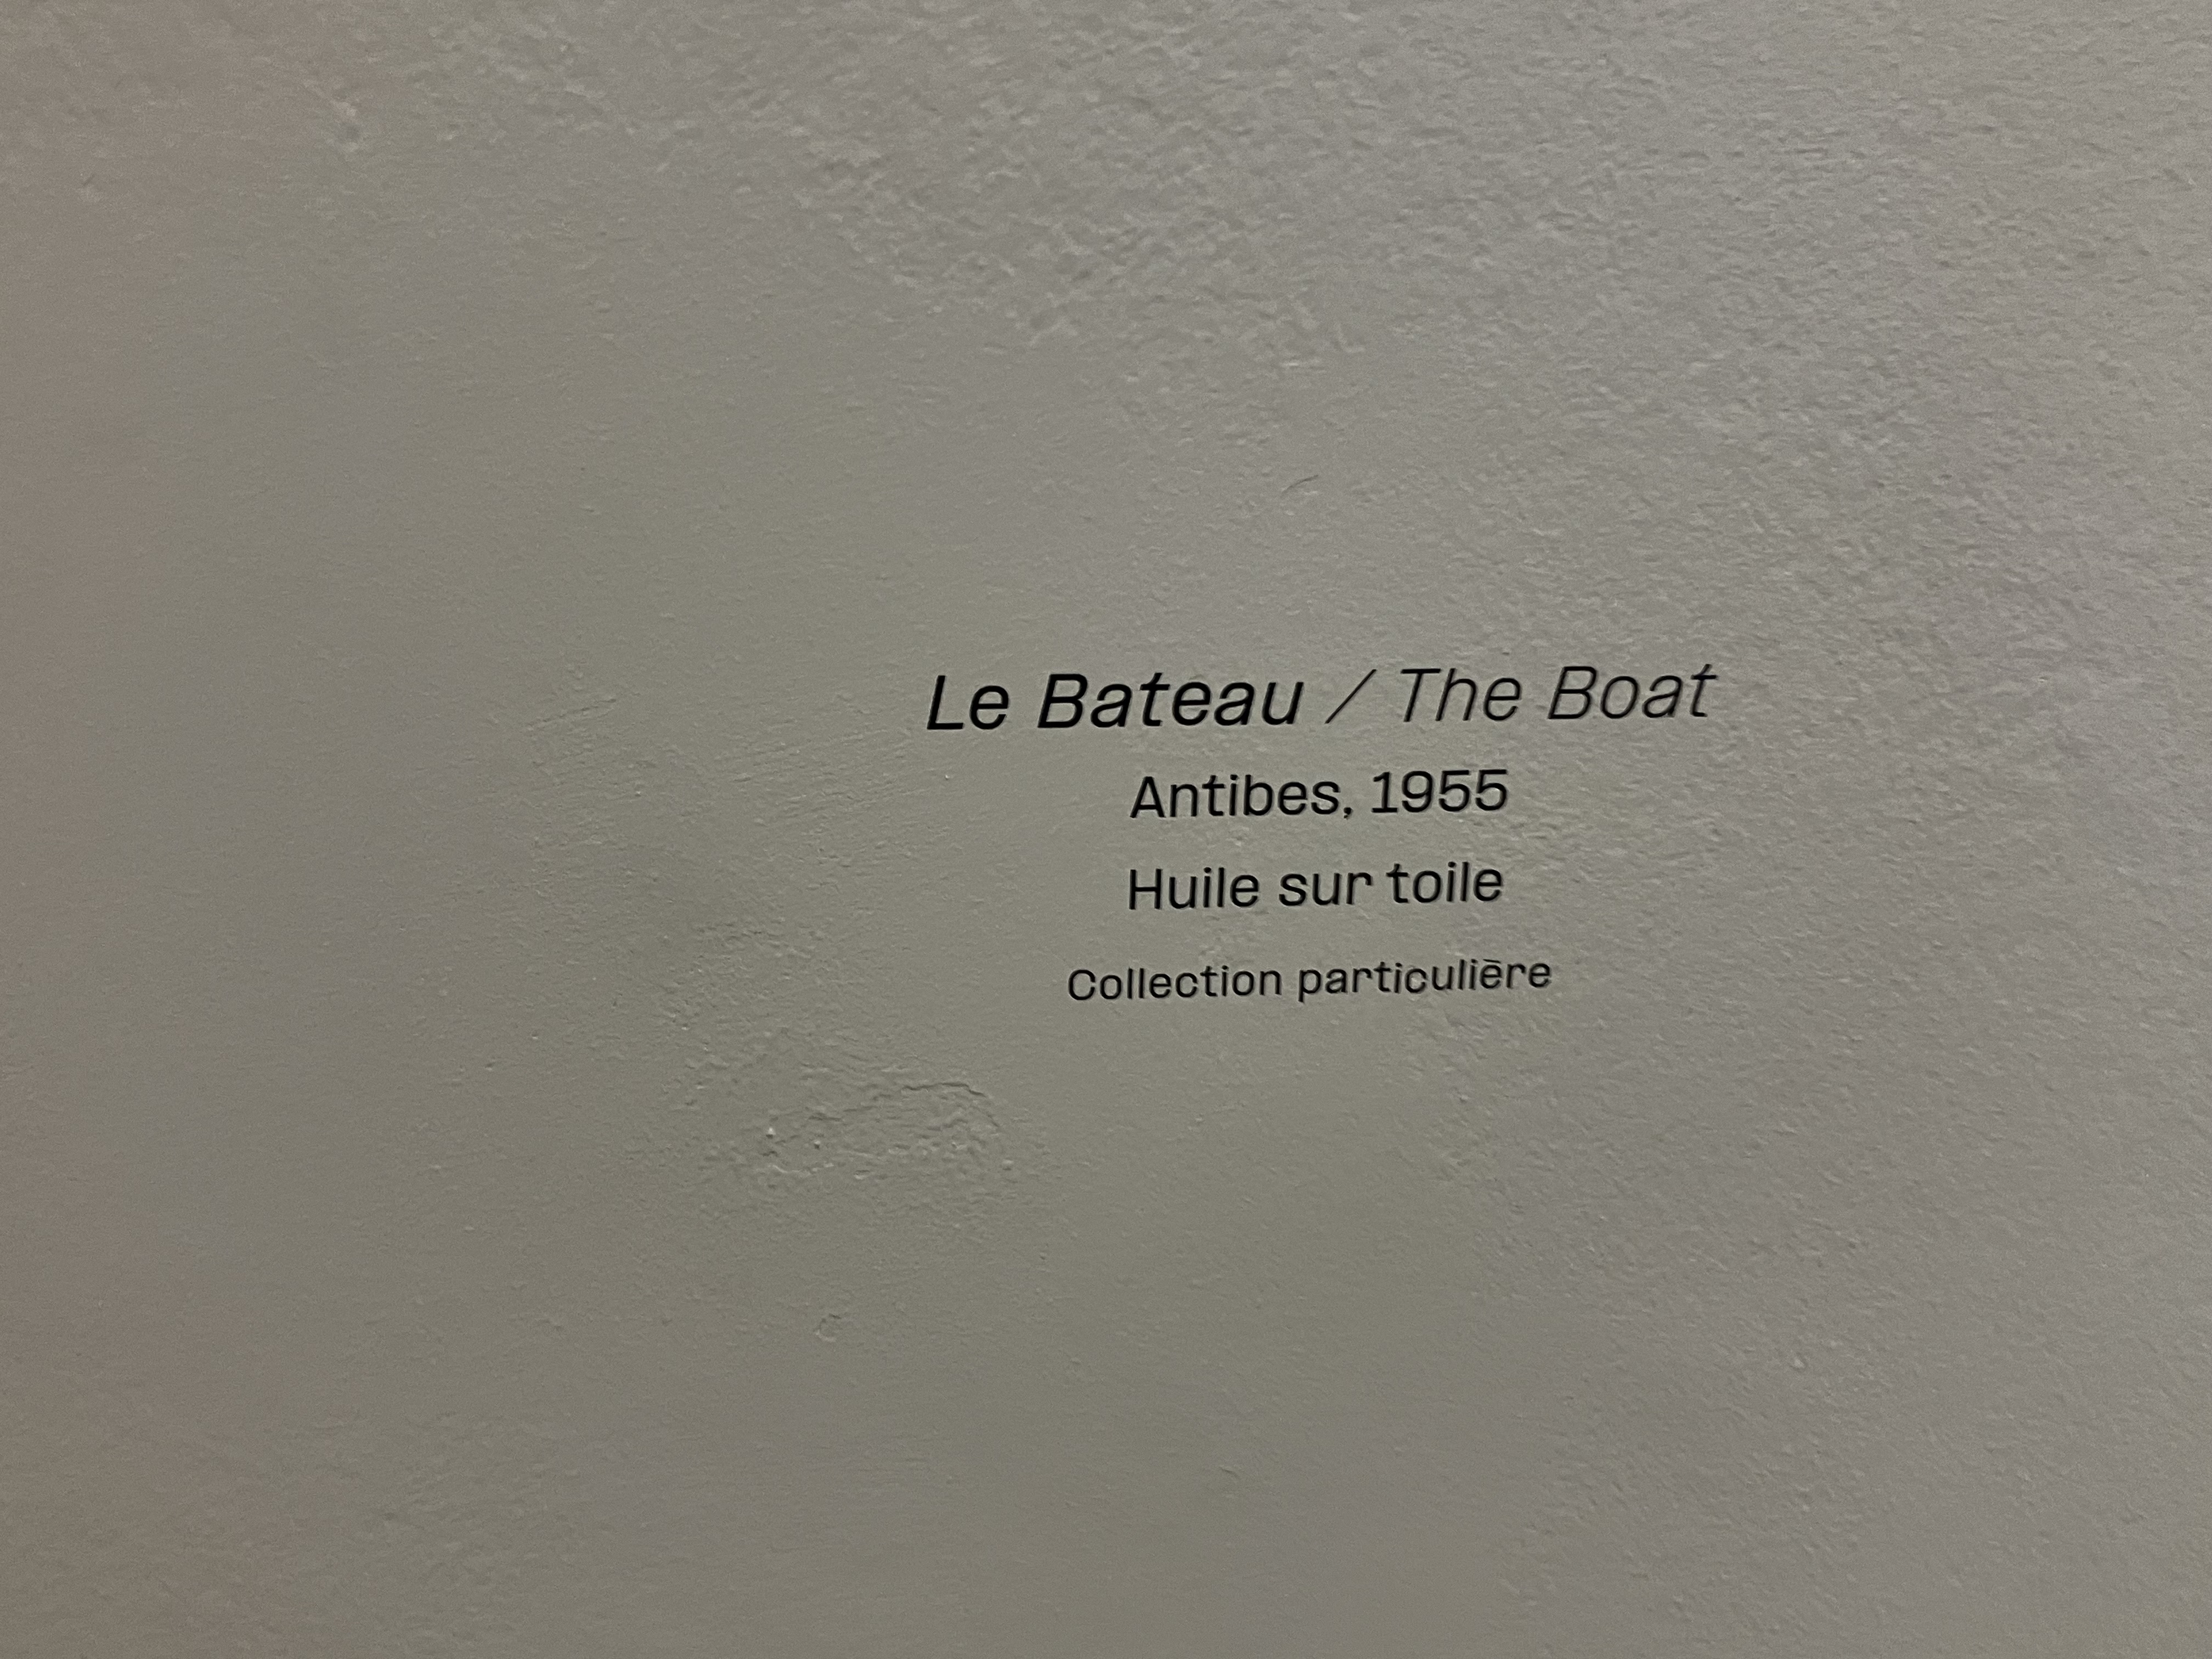 Le Bateau / The Boat
Antibes, 1955
Huile sur toile
Collection particulière